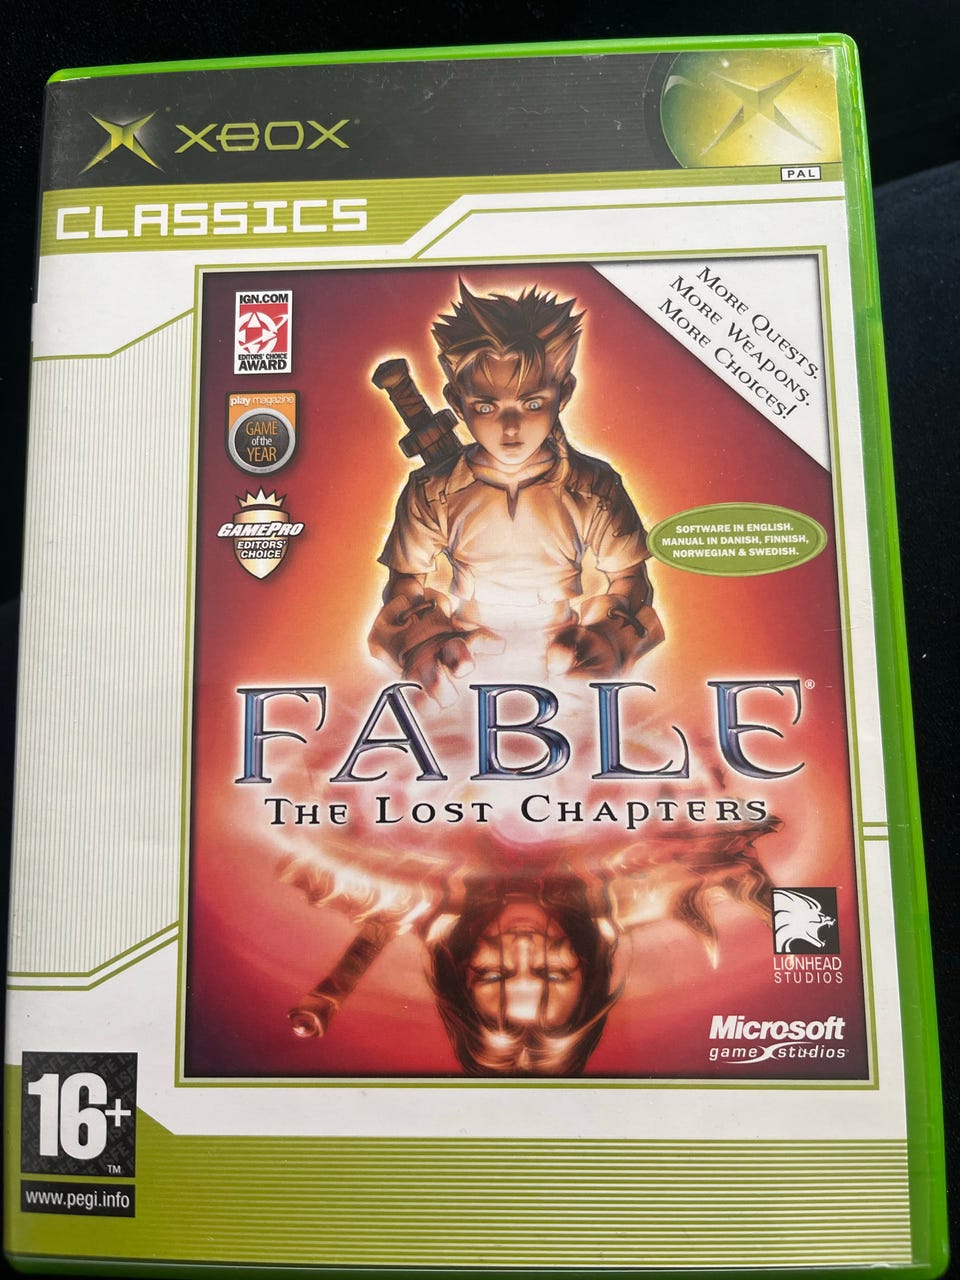 XBOX
PAL
CLASSICS
IGN.COM
EDITORS' CHOICE
AWARD
More Quests.
More Weapons.
More Choices!
play magazine
GAME
of the
YEAR
GAMEPRO
EDITORS'
CHOICE
SOFTWARE IN ENGLISH.
MANUAL IN DANISH, FINNISH,
NORWEGIAN & SWEDISH.
FABLE®
The Lost Chapters
LIONHEAD
STUDIOS
Microsoft
game studios
16+
TM
www.pegi.info